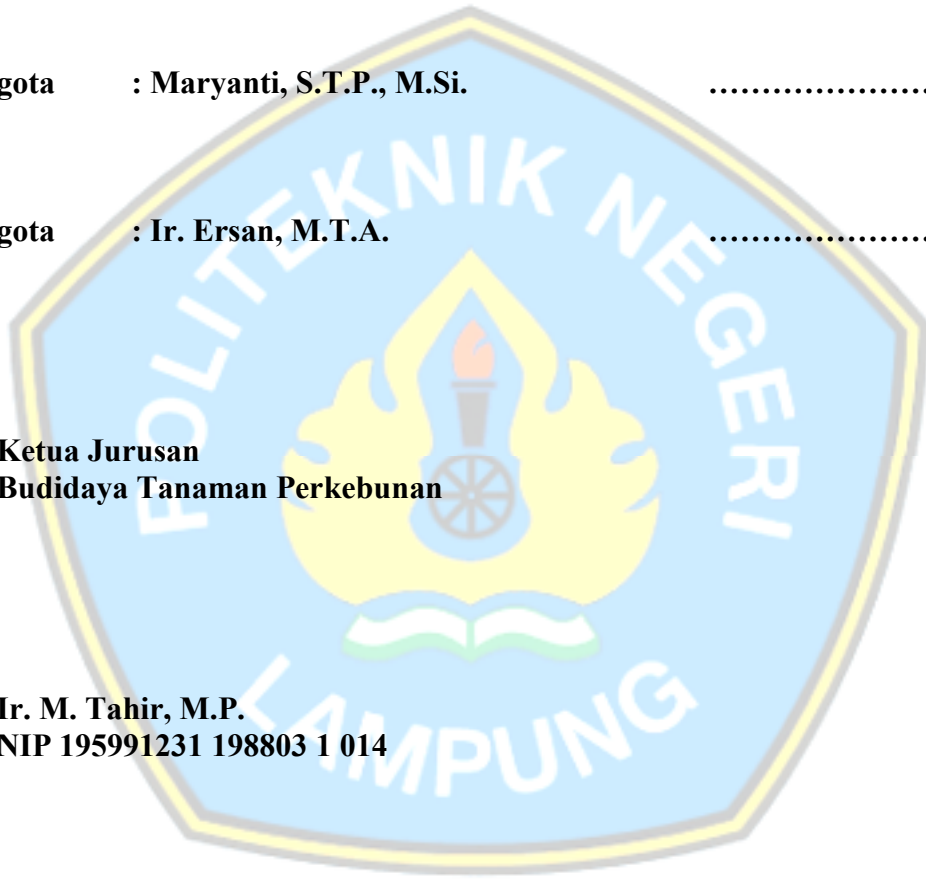 gota : Maryanti, S.T.P., M.Si. ......................
gota : Ir. Ersan, M.T.A. ......................
Ketua Jurusan
Budidaya Tanaman Perkebunan
Ir. M. Tahir, M.P.
NIP 195991231 198803 1 014
POLITEKNIK NEGERI
LAMPUNG